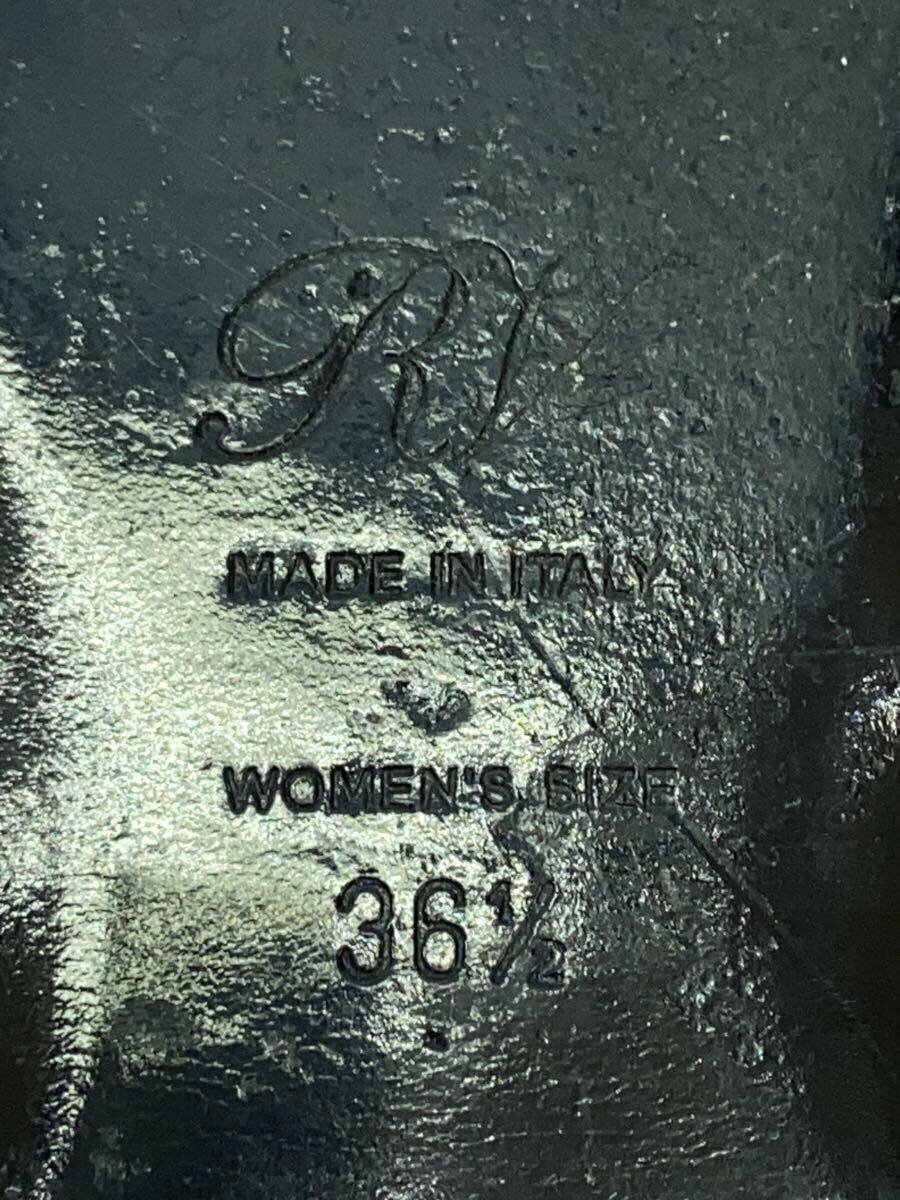 RV
MADE IN ITALY
WOMEN'S SIZE
36½